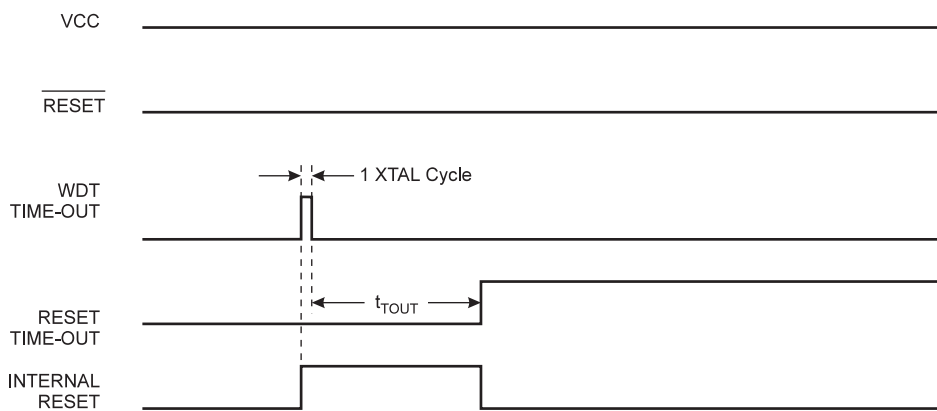 VCC
RESET
1 XTAL Cycle
WDT
TIME-OUT
tTOUT
RESET
TIME-OUT
INTERNAL
RESET